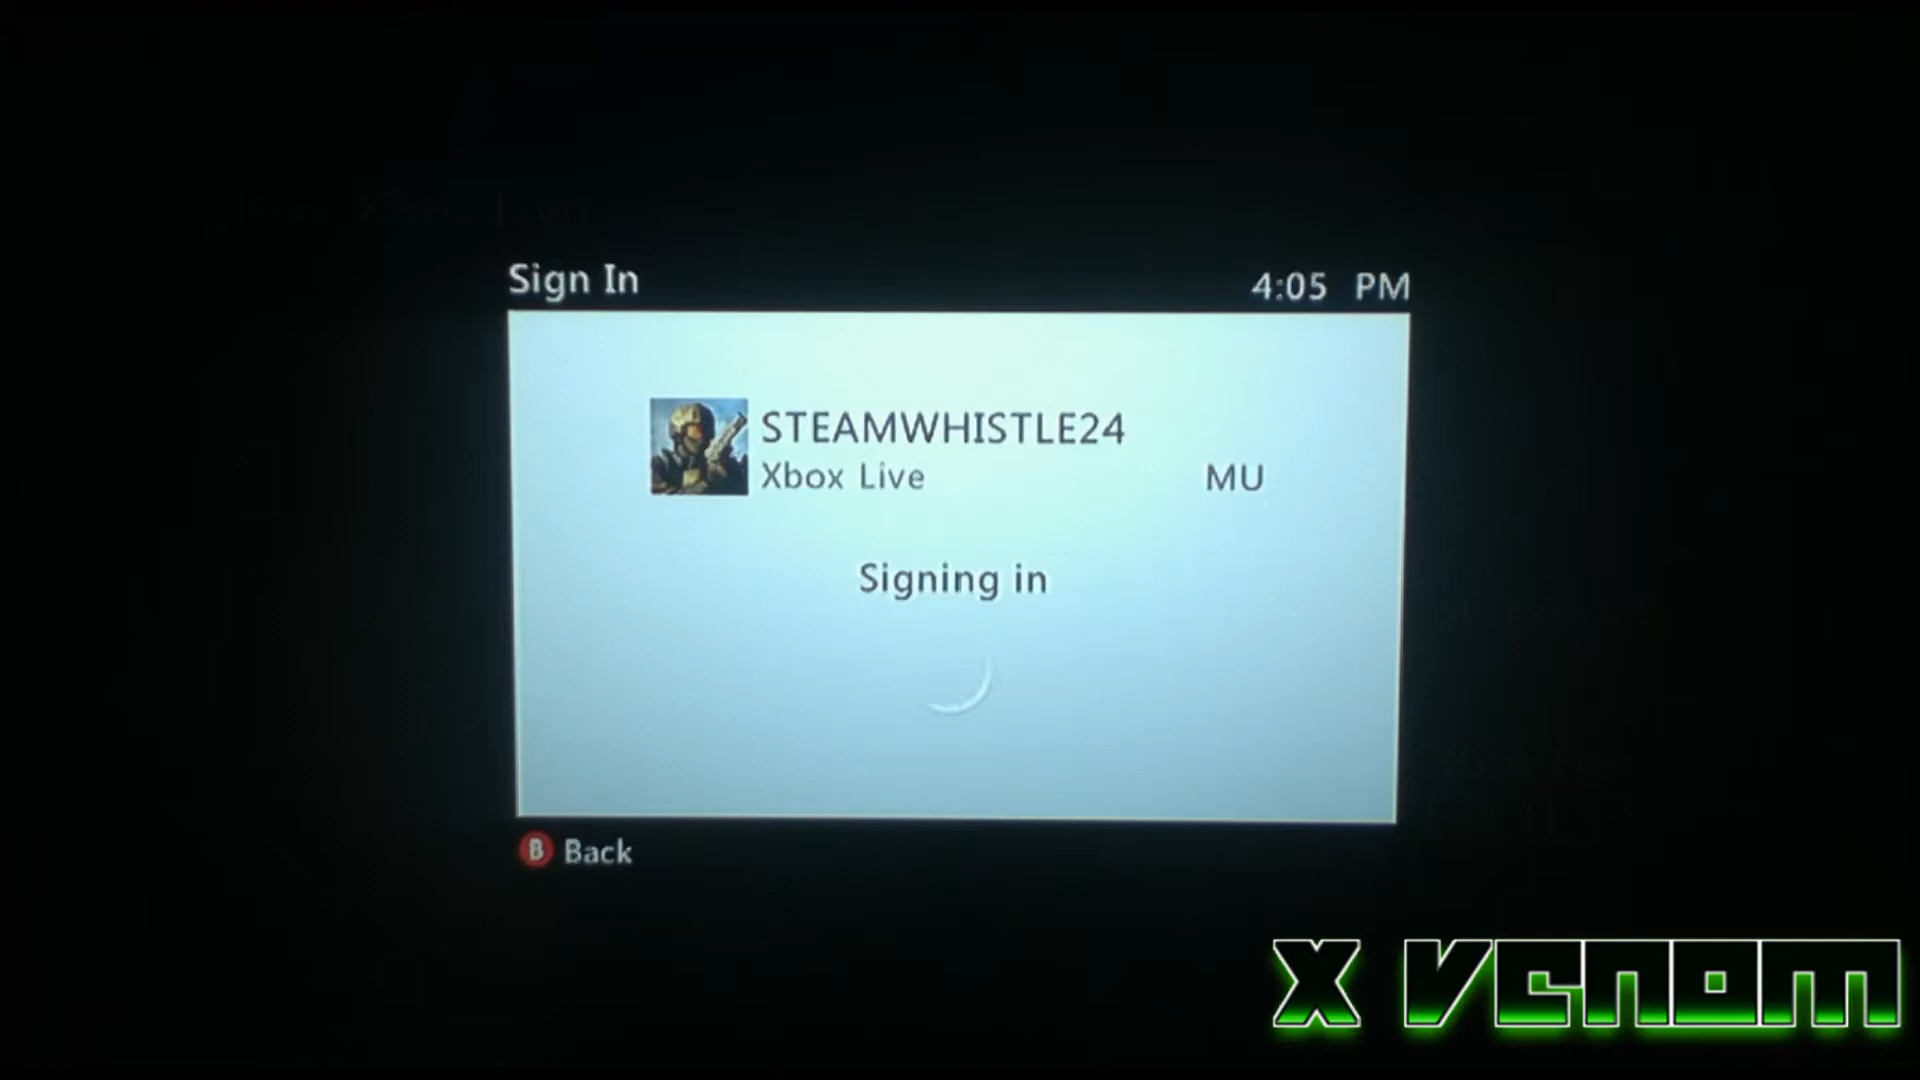 Sign In
4:05 PM
STEAMWHISTLE24
Xbox Live
MU
Signing in
B Back
X VENOM